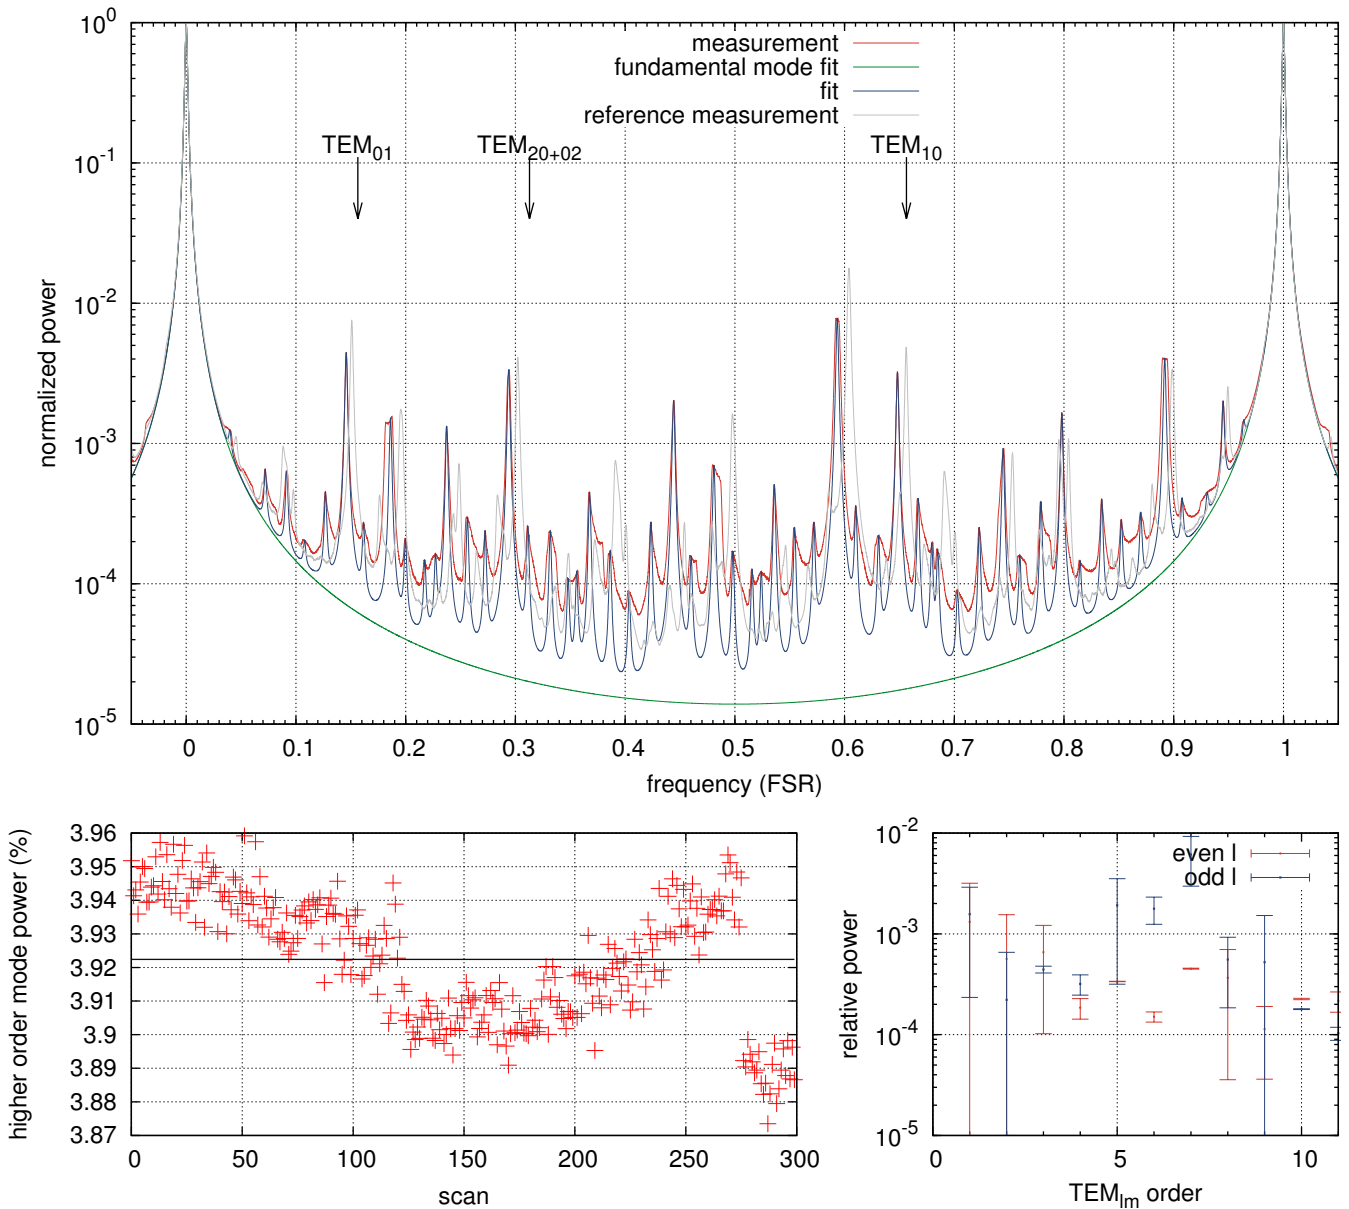 measurement
fundamental mode fit
fit
reference measurement
TEM01 TEM20+02 TEM10
normalized power
10^0
10^-1
10^-2
10^-3
10^-4
10^-5
0 0.1 0.2 0.3 0.4 0.5 0.6 0.7 0.8 0.9 1
frequency (FSR)
higher order mode power (%)
3.96
3.95
3.94
3.93
3.92
3.91
3.9
3.89
3.88
3.87
0 50 100 150 200 250 300
scan
relative power
10^-2
10^-3
10^-4
10^-5
even l
odd l
0 5 10
TEMlm order